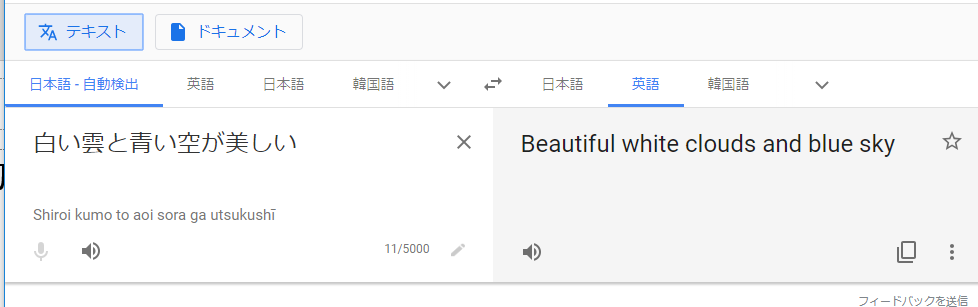 テキスト ドキュメント
日本語 - 自動検出 英語 日本語 韓国語 日本語 英語 韓国語
白い雲と青い空が美しい
Beautiful white clouds and blue sky
Shiroi kumo to aoi sora ga utsukushī
11/5000
フィードバックを送信